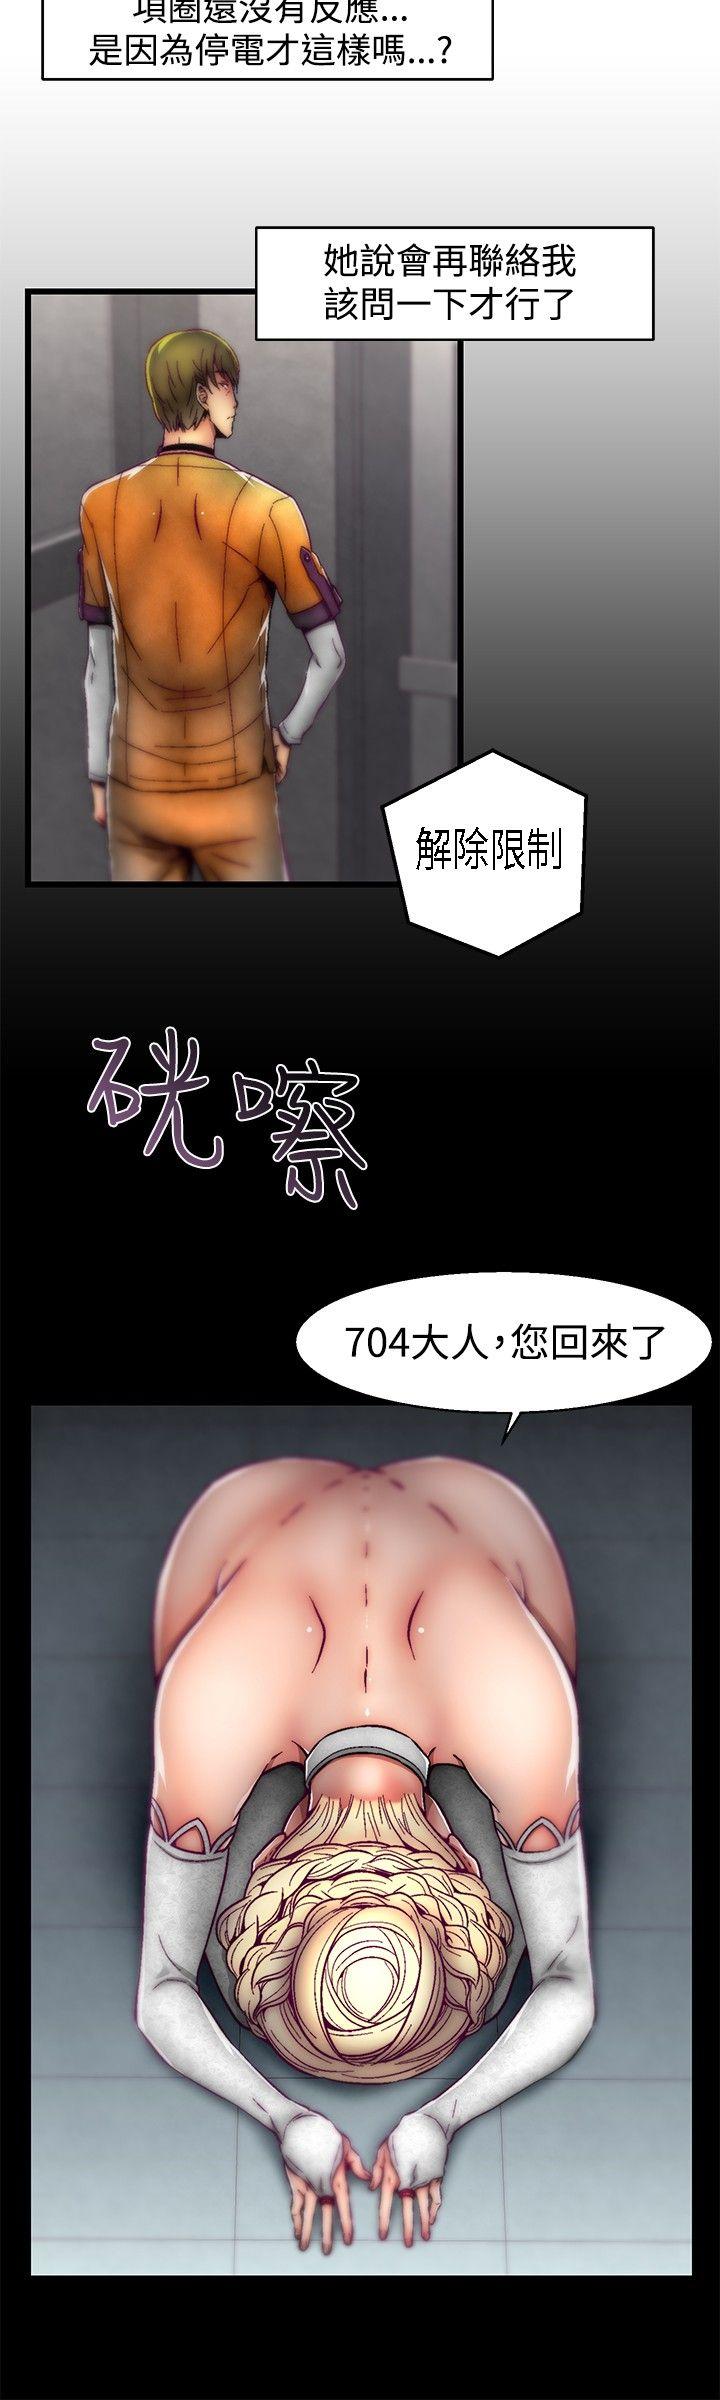 項圈還沒有反應...
是因為停電才這樣嗎...?
她說會再聯絡我
該問一下才行了
解除限制
硄嚓
704大人，您回來了